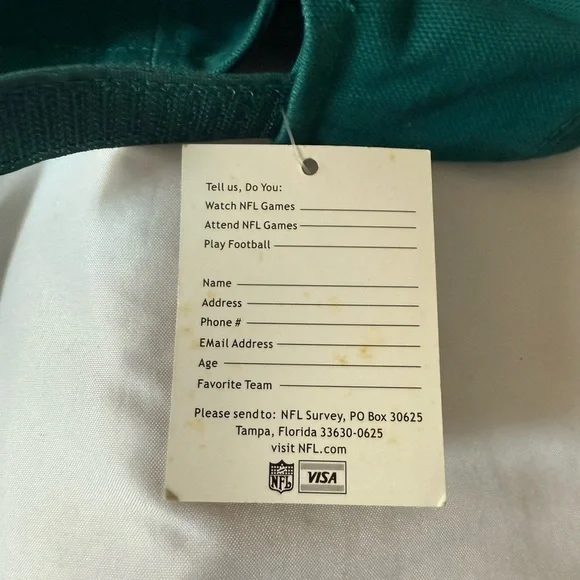 Tell us, Do You:
Watch NFL Games
Attend NFL Games
Play Football
Name
Address
Phone #
EMail Address
Age
Favorite Team
Please send to: NFL Survey, PO Box 30625
Tampa, Florida 33630-0625
visit NFL.com
NFL VISA